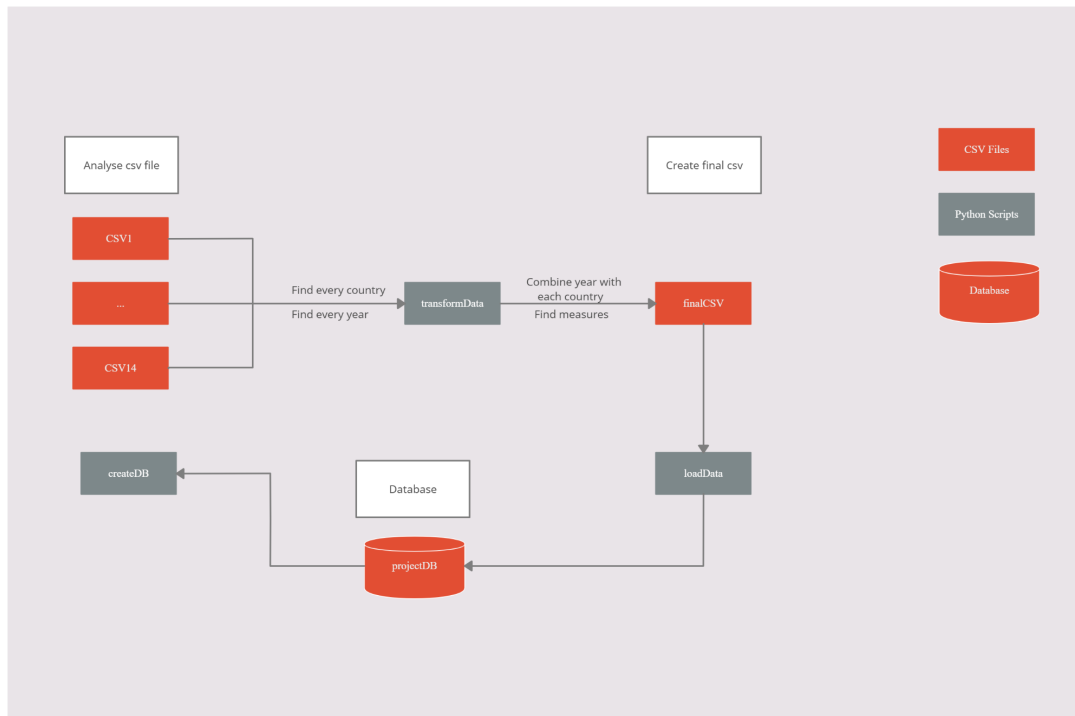 Analyse csv file
Create final csv
CSV Files
Python Scripts
Database
CSV1
...
CSV14
Find every country
Find every year
transformData
Combine year with
each country
Find measures
finalCSV
createDB
Database
loadData
projectDB